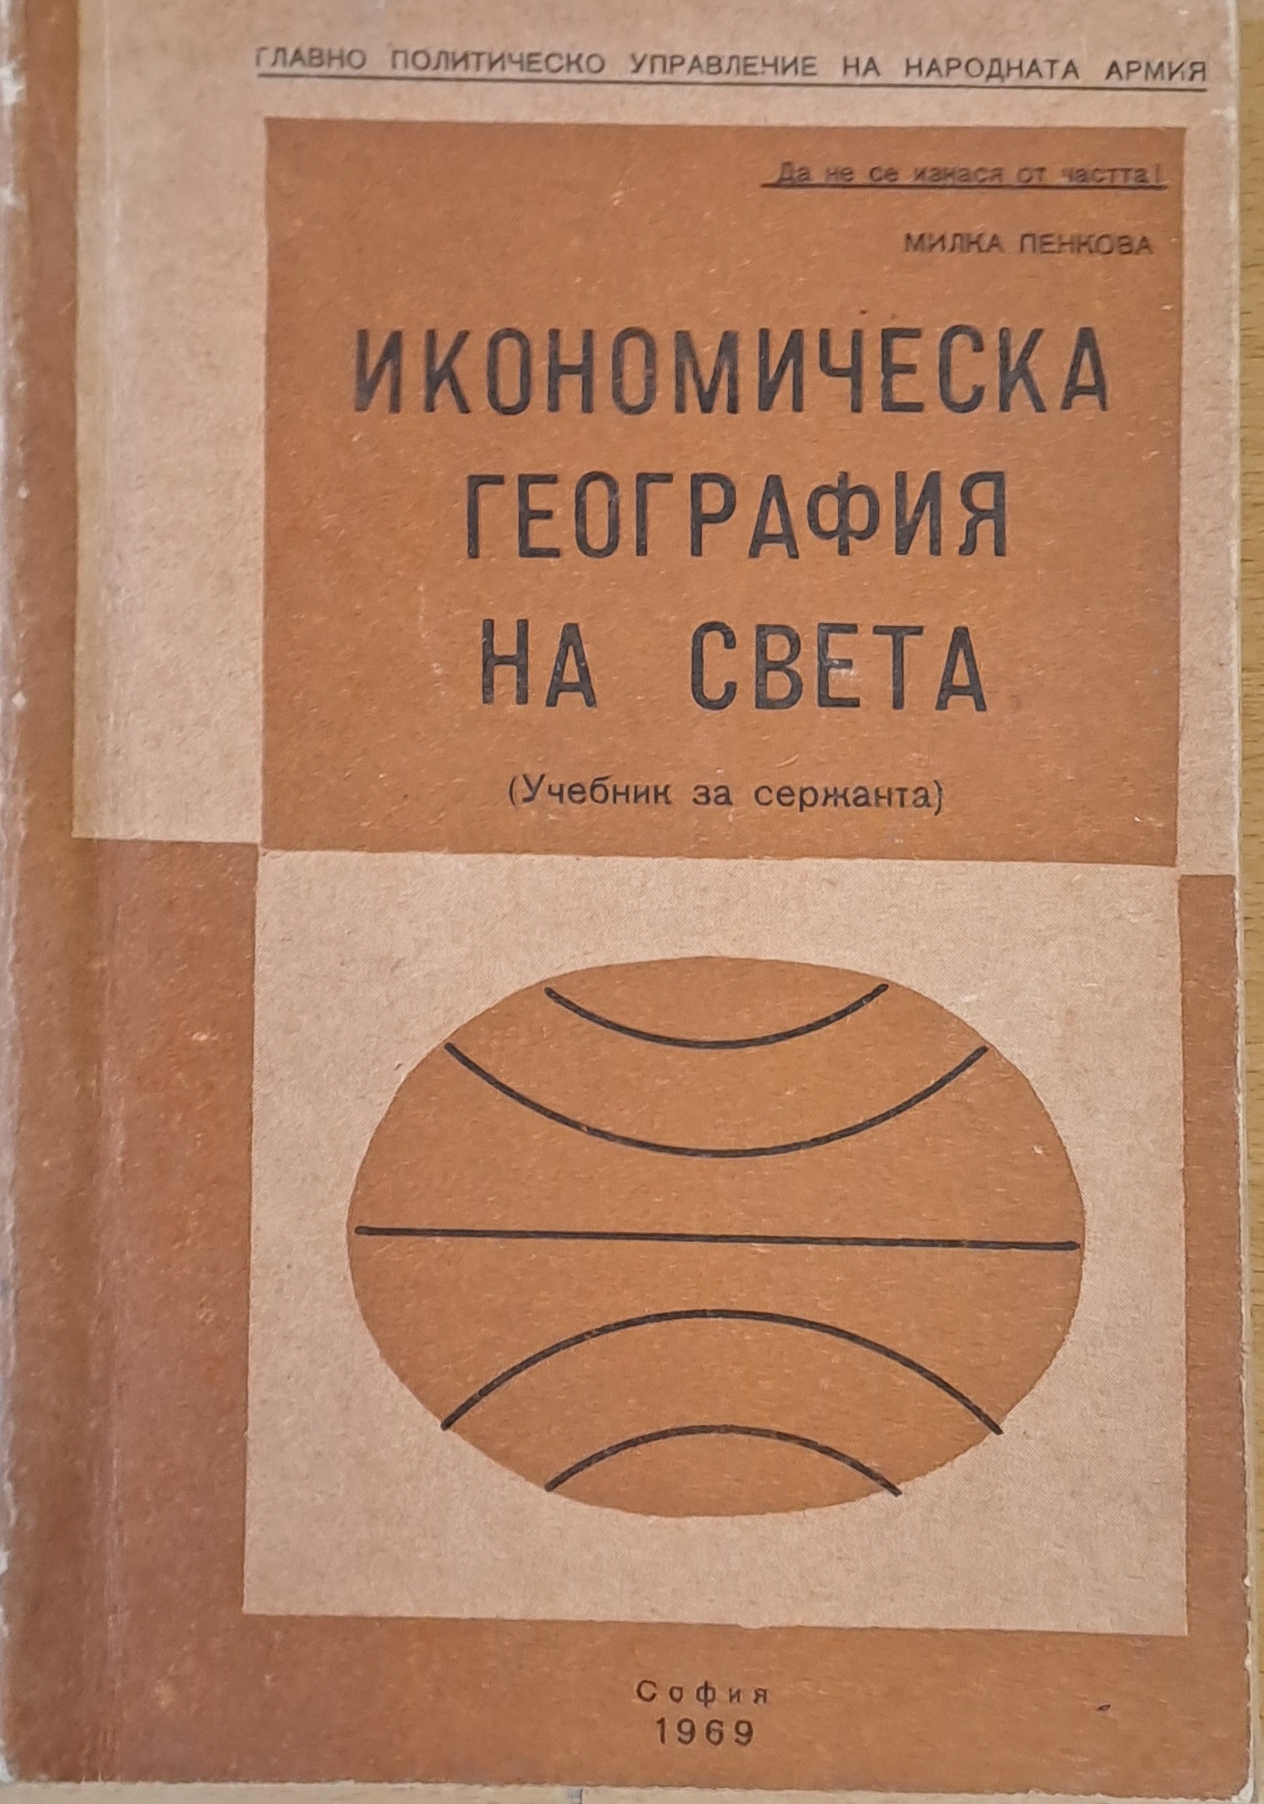 ГЛАВНО ПОЛИТИЧЕСКО УПРАВЛЕНИЕ НА НАРОДНАТА АРМИЯ
Да не се изнася от частта!
МИЛКА ПЕНКОВА
ИКОНОМИЧЕСКА
ГЕОГРАФИЯ
НА СВЕТА
(Учебник за сержанта)
София
1969